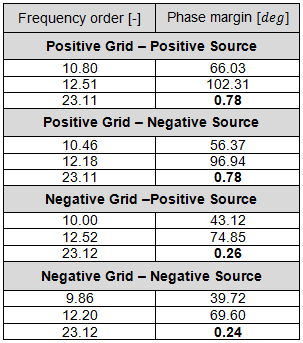 Frequency order [-] Phase margin [deg]
Positive Grid – Positive Source
10.80 66.03
12.51 102.31
23.11 0.78
Positive Grid – Negative Source
10.46 56.37
12.18 96.94
23.11 0.78
Negative Grid –Positive Source
10.00 43.12
12.52 74.85
23.12 0.26
Negative Grid – Negative Source
9.86 39.72
12.20 69.60
23.12 0.24